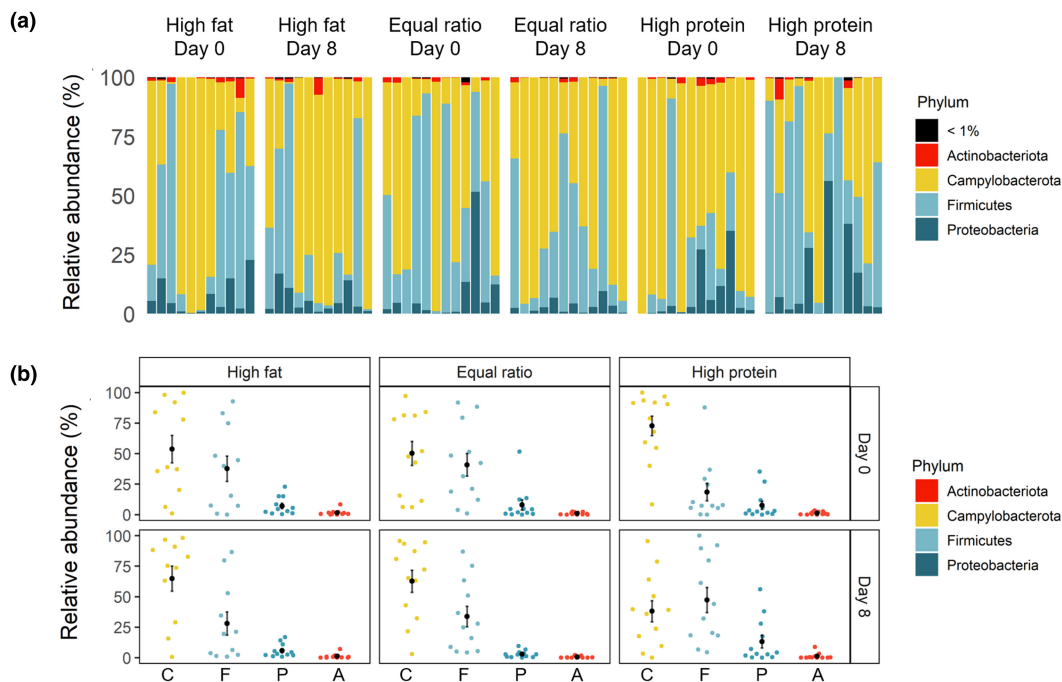 (a)
High fat
Day 0
High fat
Day 8
Equal ratio
Day 0
Equal ratio
Day 8
High protein
Day 0
High protein
Day 8
Relative abundance (%)
100
75
50
25
0
Phylum
< 1%
Actinobacteriota
Campylobacterota
Firmicutes
Proteobacteria
(b)
High fat
Equal ratio
High protein
Relative abundance (%)
100
75
50
25
0
Day 0
100
75
50
25
0
Day 8
C F P A
C F P A
C F P A
Phylum
Actinobacteriota
Campylobacterota
Firmicutes
Proteobacteria
Relative abundance (%)